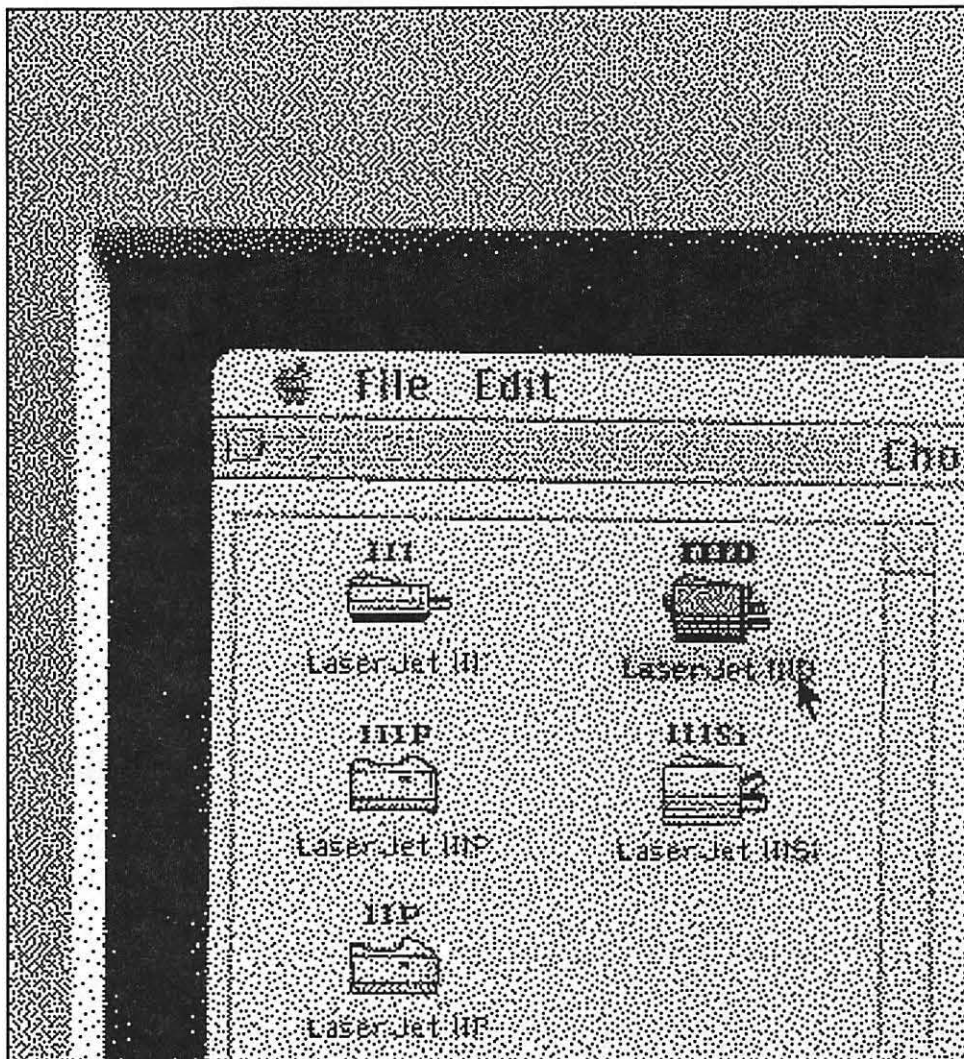 File Edit
Cho
III IIID
LaserJet III LaserJet IIID
IIIP IIISi
LaserJet IIIP LaserJet IIISi
IIP
LaserJet IIP